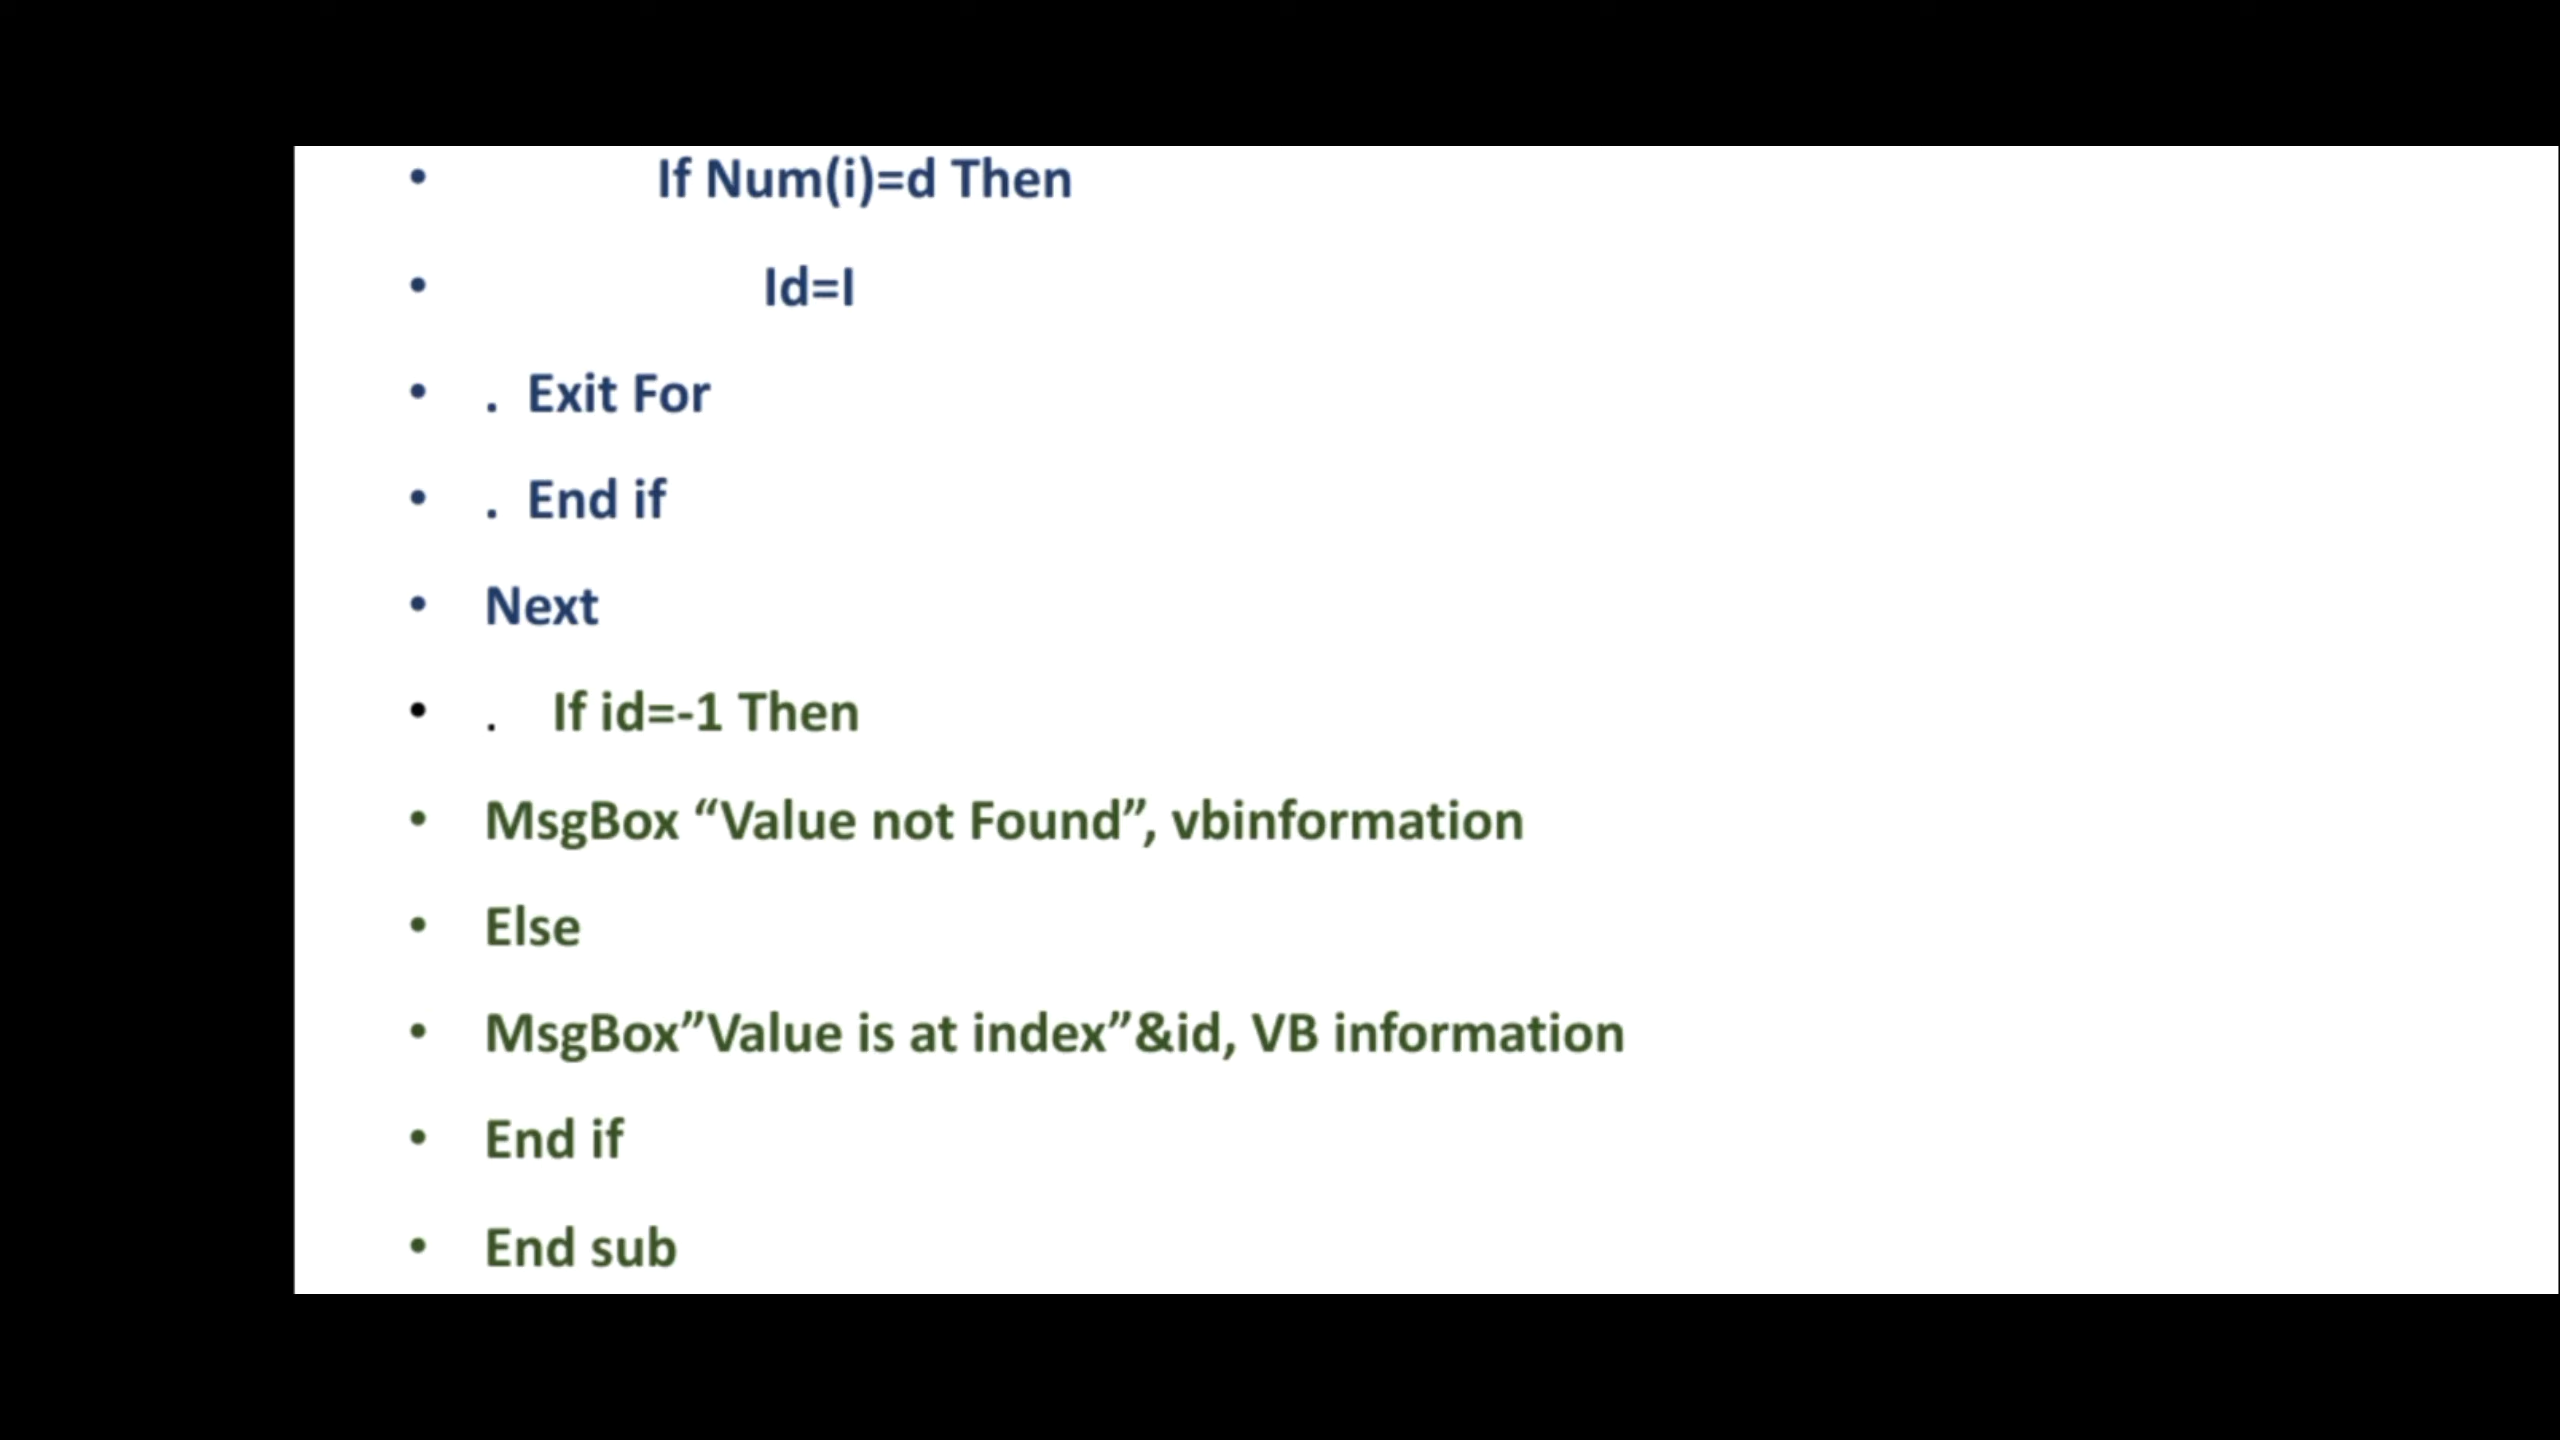 • If Num(i)=d Then
• Id=I
• . Exit For
• . End if
• Next
• . If id=-1 Then
• MsgBox “Value not Found”, vbinformation
• Else
• MsgBox”Value is at index”&id, VB information
• End if
• End sub